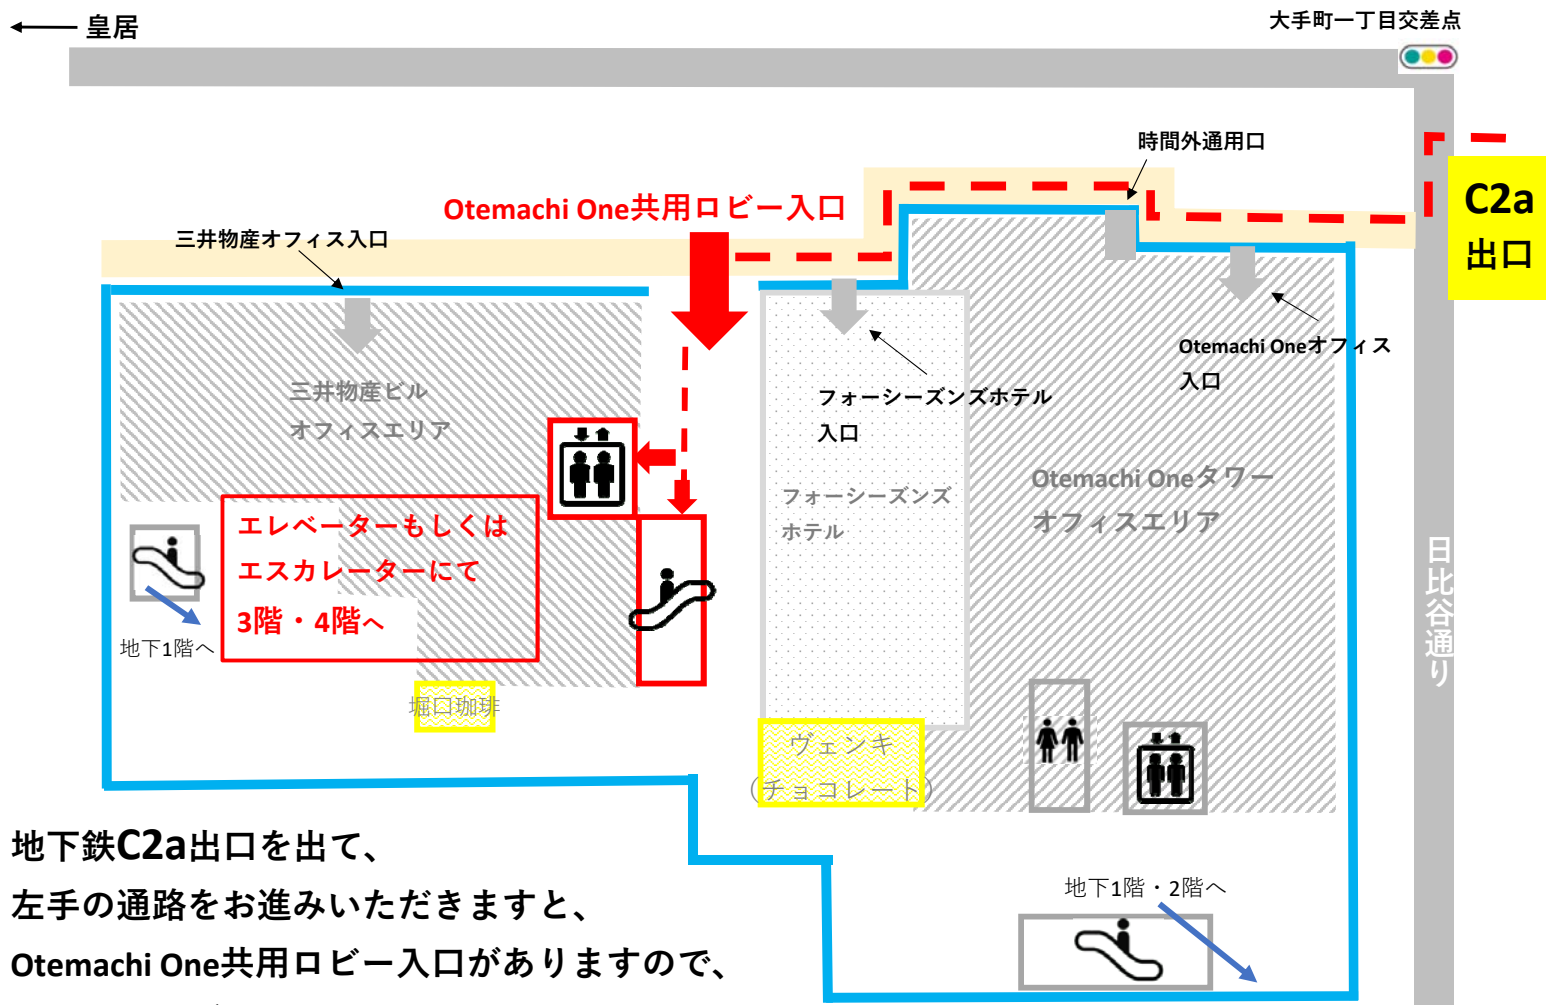 皇居
大手町一丁目交差点
時間外通用口
C2a
出口
Otemachi One共用ロビー入口
三井物産オフィス入口
Otemachi Oneオフィス
入口
三井物産ビル
オフィスエリア
フォーシーズンズホテル
入口
フォーシーズンズ
ホテル
Otemachi Oneタワー
オフィスエリア
エレベーターもしくは
エスカレーターにて
3階・4階へ
日比谷通り
地下1階へ
堀口珈琲
ヴェンキ
(チョコレート)
地下鉄C2a出口を出て、
左手の通路をお進みいただきますと、
Otemachi One共用ロビー入口がありますので、
地下1階・2階へ